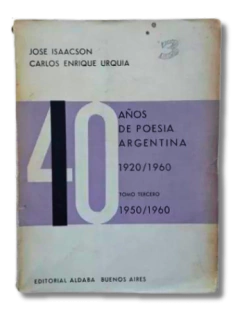 JOSE ISAACSON
CARLOS ENRIQUE URQUIA
40
AÑOS
DE POESIA
ARGENTINA
1920/1960
TOMO TERCERO
1950/1960
EDITORIAL ALDABA BUENOS AIRES